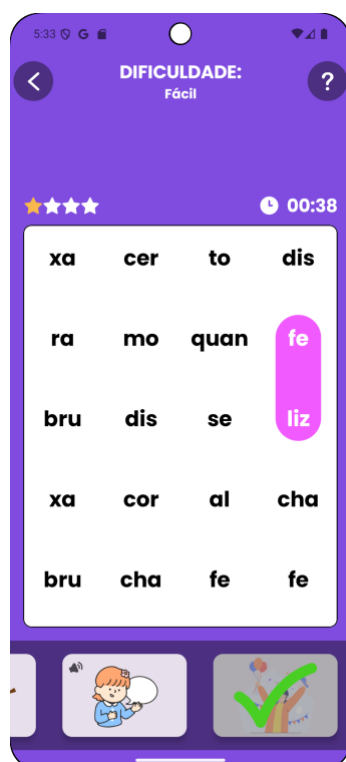 5:33 G
DIFICULDADE:
Fácil
?
00:38
xa cer to dis
ra mo quan fe
bru dis se liz
xa cor al cha
bru cha fe fe